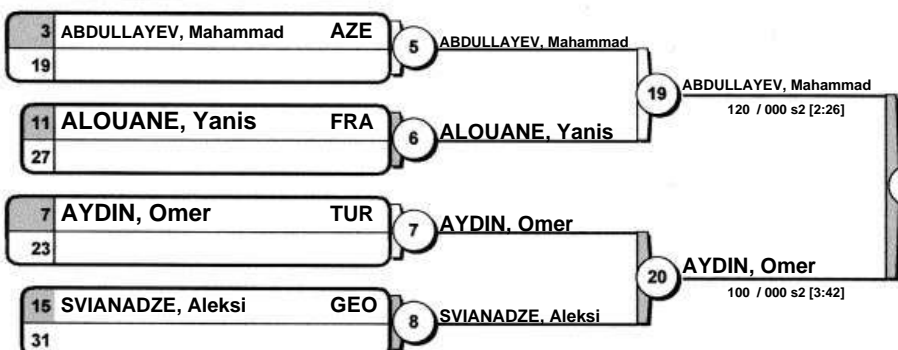 3 ABDULLAYEV, Mahammad AZE
19
5 ABDULLAYEV, Mahammad
19 ABDULLAYEV, Mahammad
120 / 000 s2 [2:26]
11 ALOUANE, Yanis FRA
27
6 ALOUANE, Yanis
7 AYDIN, Omer TUR
23
7 AYDIN, Omer
20 AYDIN, Omer
100 / 000 s2 [3:42]
15 SVIANADZE, Aleksi GEO
31
8 SVIANADZE, Aleksi